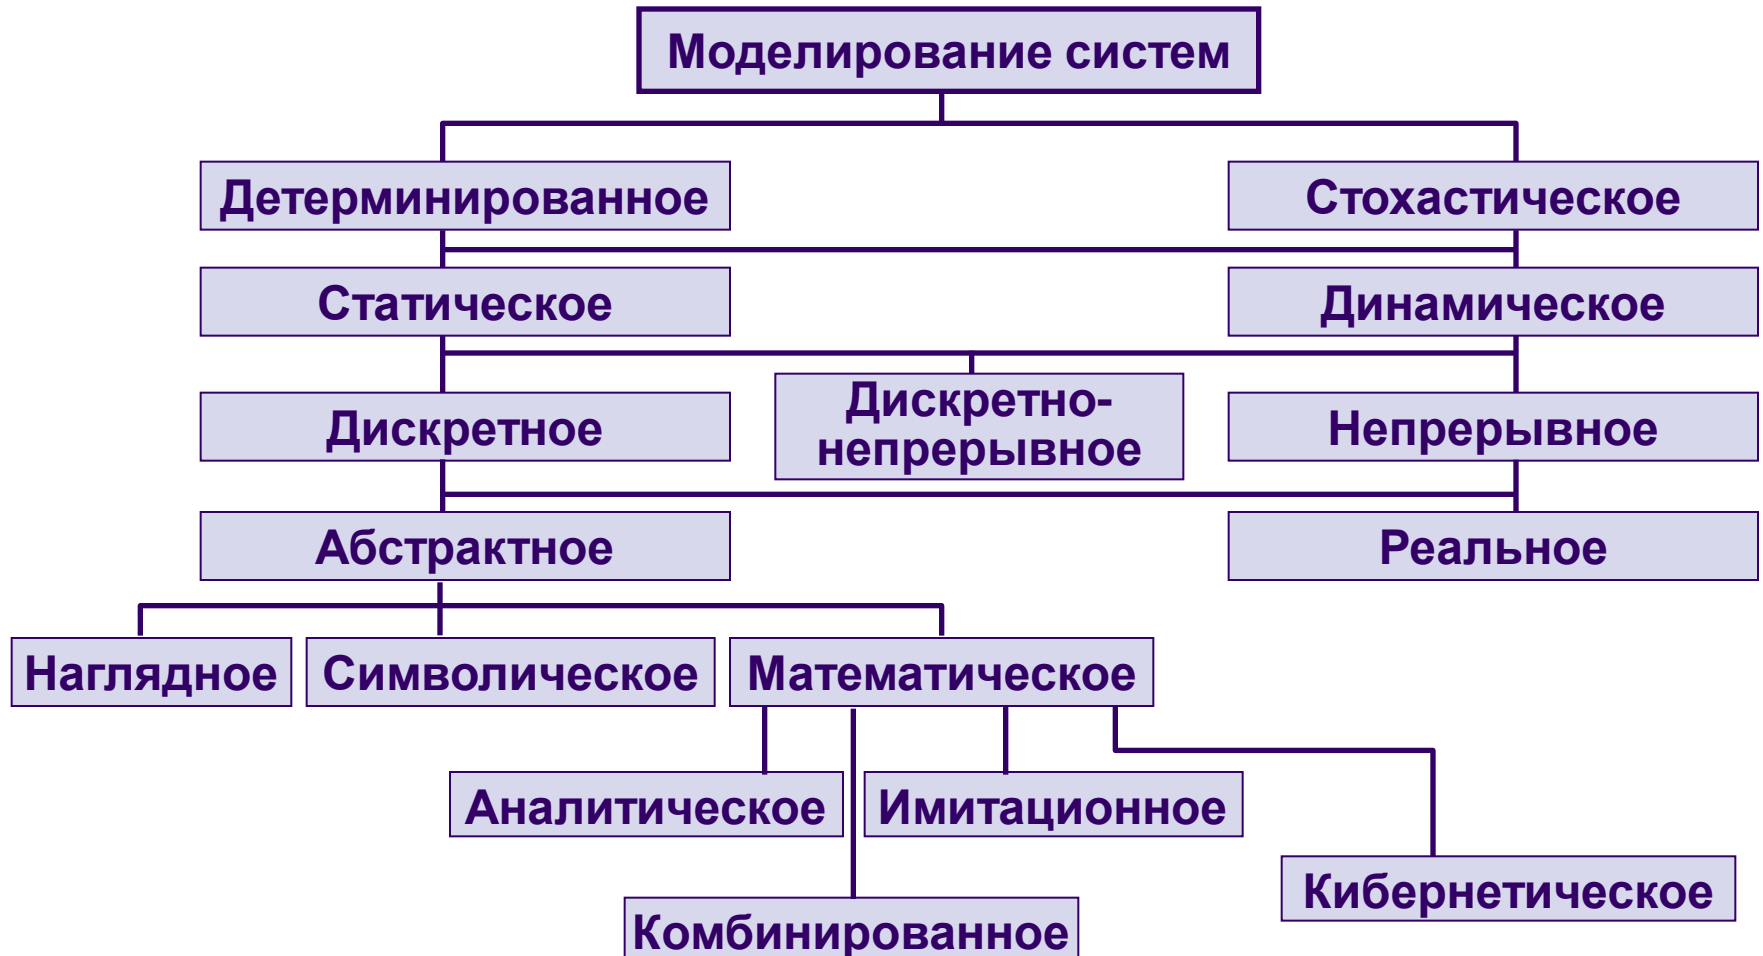 Моделирование систем
Детерминированное
Стохастическое
Статическое
Динамическое
Дискретное
Дискретно-
непрерывное
Непрерывное
Абстрактное
Реальное
Наглядное
Символическое
Математическое
Аналитическое
Имитационное
Кибернетическое
Комбинированное